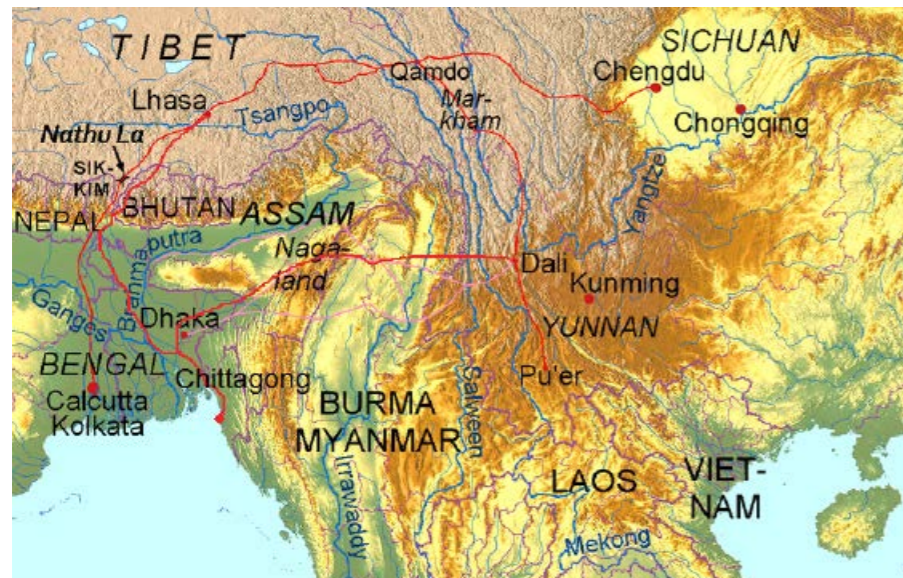 TIBET
SICHUAN
Qamdo
Chengdu
Lhasa
Mar-
kham
Tsangpo
Chongqing
Nathu La
SIK-
KIM
Yangtze
NEPAL
BHUTAN
ASSAM
Bramaputra
Naga-
land
Dali
Kunming
Ganges
Dhaka
YUNNAN
BENGAL
Chittagong
Pu'er
Calcutta
Kolkata
BURMA
MYANMAR
Salween
Irrawaddy
LAOS
VIET-
NAM
Mekong